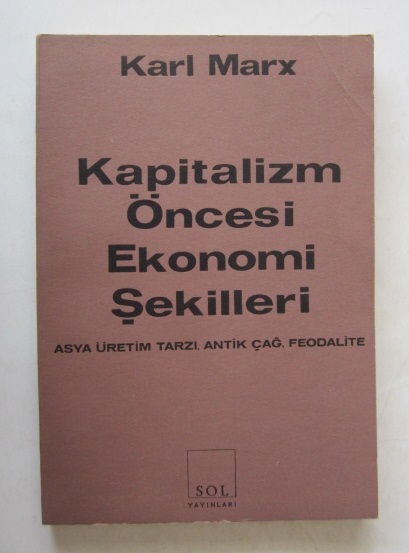 Karl Marx
Kapitalizm
Öncesi
Ekonomi
Şekilleri
ASYA ÜRETİM TARZI, ANTİK ÇAĞ, FEODALİTE
SOL
YAYINLARI